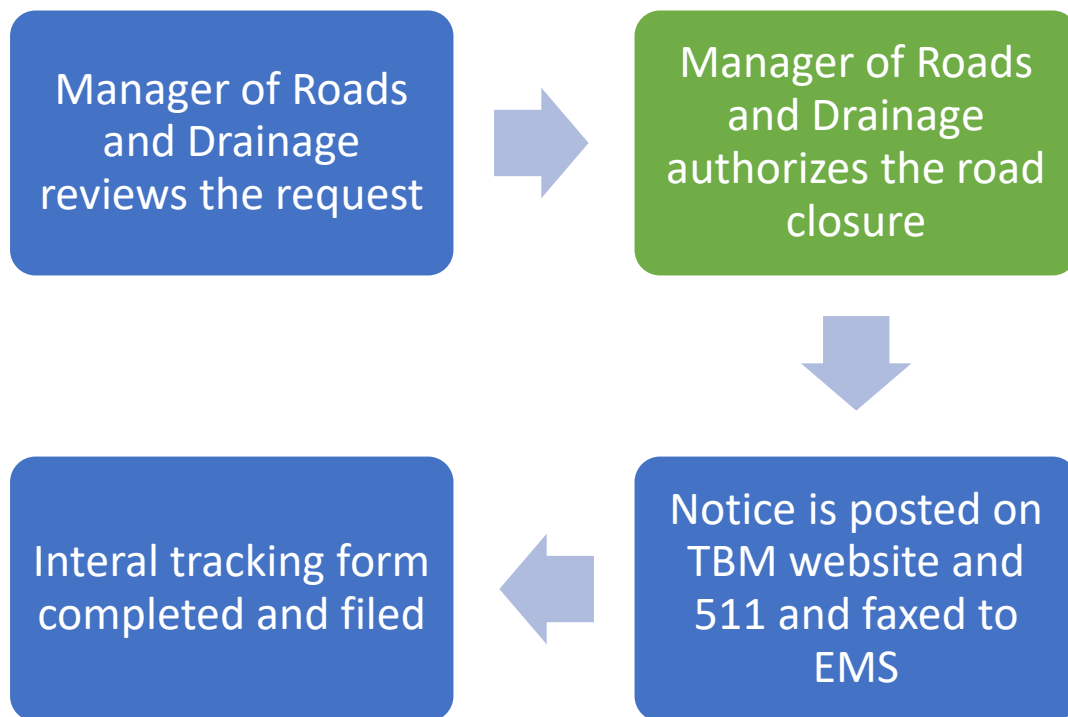 Manager of Roads
and Drainage
reviews the request
Manager of Roads
and Drainage
authorizes the road
closure
Notice is posted on
TBM website and
511 and faxed to
EMS
Interal tracking form
completed and filed